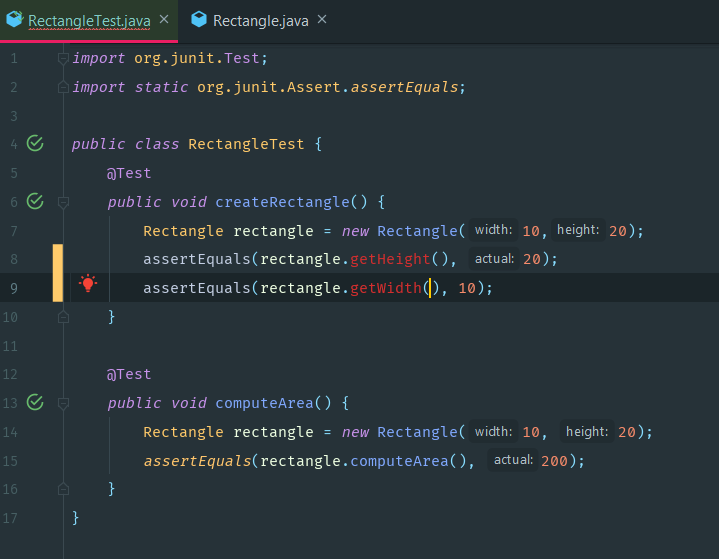 RectangleTest.java × Rectangle.java ×
1 import org.junit.Test;
2 import static org.junit.Assert.assertEquals;
3
4 public class RectangleTest {
5 @Test
6 public void createRectangle() {
7 Rectangle rectangle = new Rectangle( width: 10, height: 20);
8 assertEquals(rectangle.getHeight(), actual: 20);
9 assertEquals(rectangle.getWidth(), 10);
10 }
11
12 @Test
13 public void computeArea() {
14 Rectangle rectangle = new Rectangle( width: 10, height: 20);
15 assertEquals(rectangle.computeArea(), actual: 200);
16 }
17 }